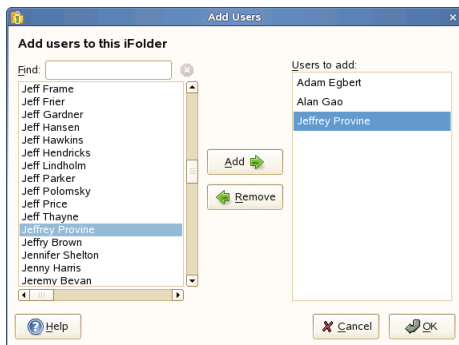 Add Users
Add users to this iFolder
Find:
Jeff Frame
Jeff Frier
Jeff Gardner
Jeff Hansen
Jeff Hawkins
Jeff Hendricks
Jeff Lindholm
Jeff Parker
Jeff Polomsky
Jeff Price
Jeff Thayne
Jeffrey Provine
Jeffry Brown
Jennifer Shelton
Jenny Harris
Jeremy Bevan
Add
Remove
Users to add:
Adam Egbert
Alan Gao
Jeffrey Provine
Help
Cancel
OK